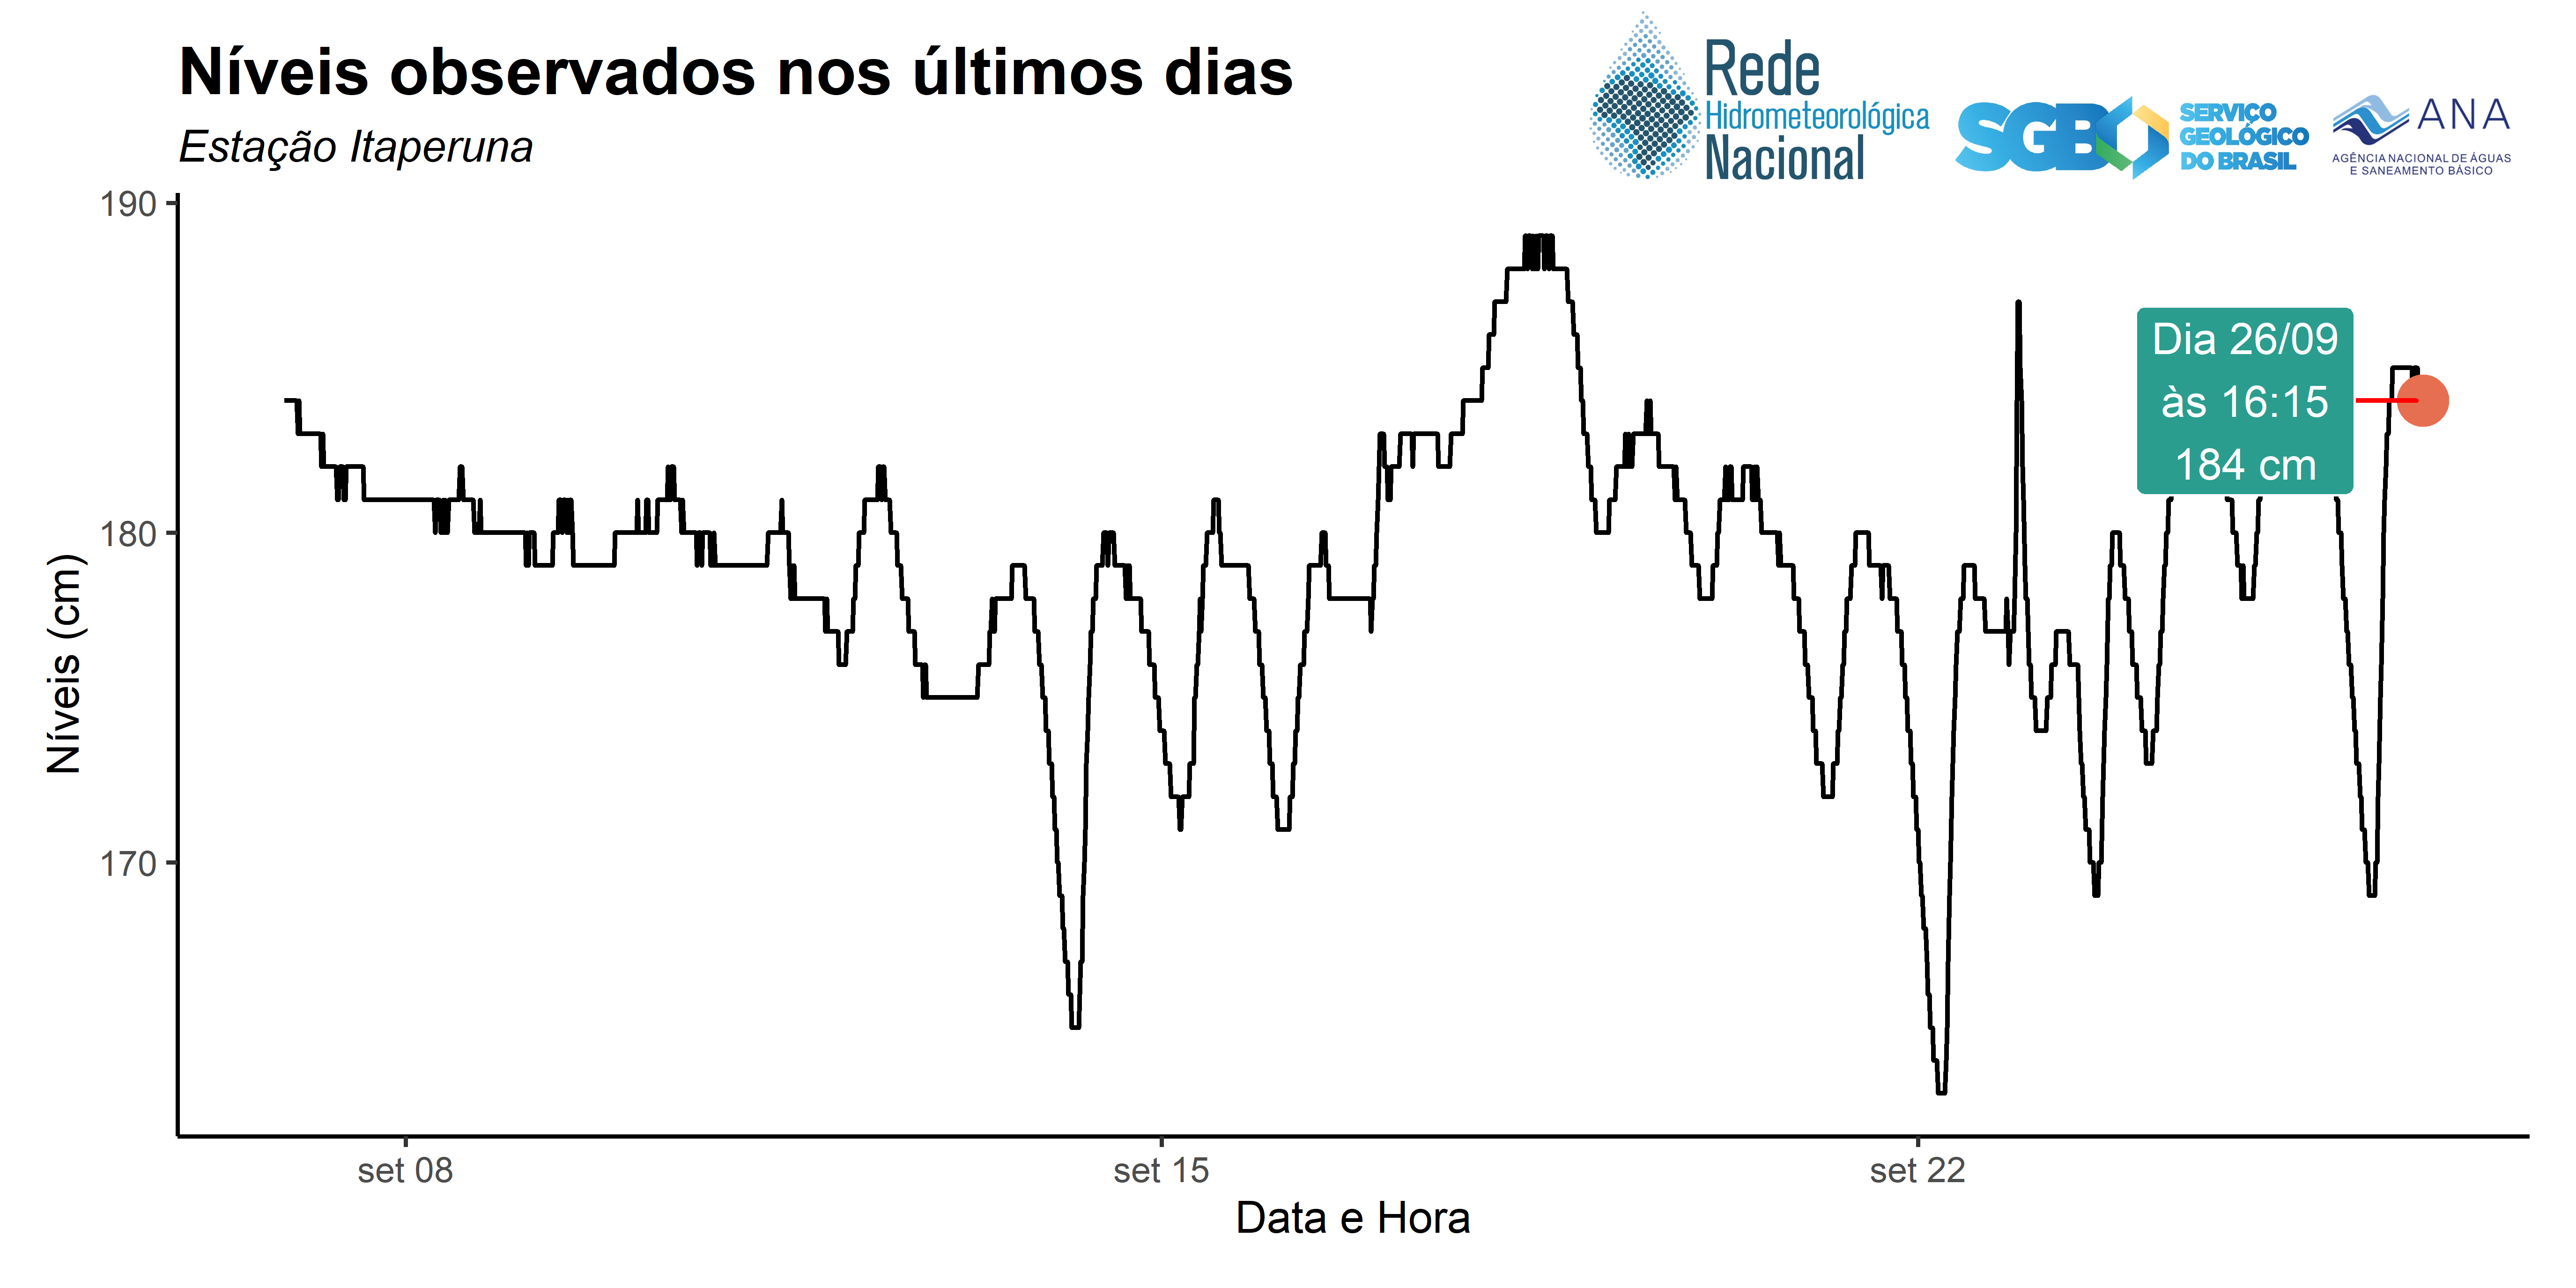 Níveis observados nos últimos dias
Estação Itaperuna
Rede
Hidrometeorológica
Nacional
SGB
SERVIÇO
GEOLÓGICO
DO BRASIL
ANA
AGÊNCIA NACIONAL DE ÁGUAS
E SANEAMENTO BÁSICO
190
180
170
Níveis (cm)
Dia 26/09
às 16:15
184 cm
set 08
set 15
set 22
Data e Hora